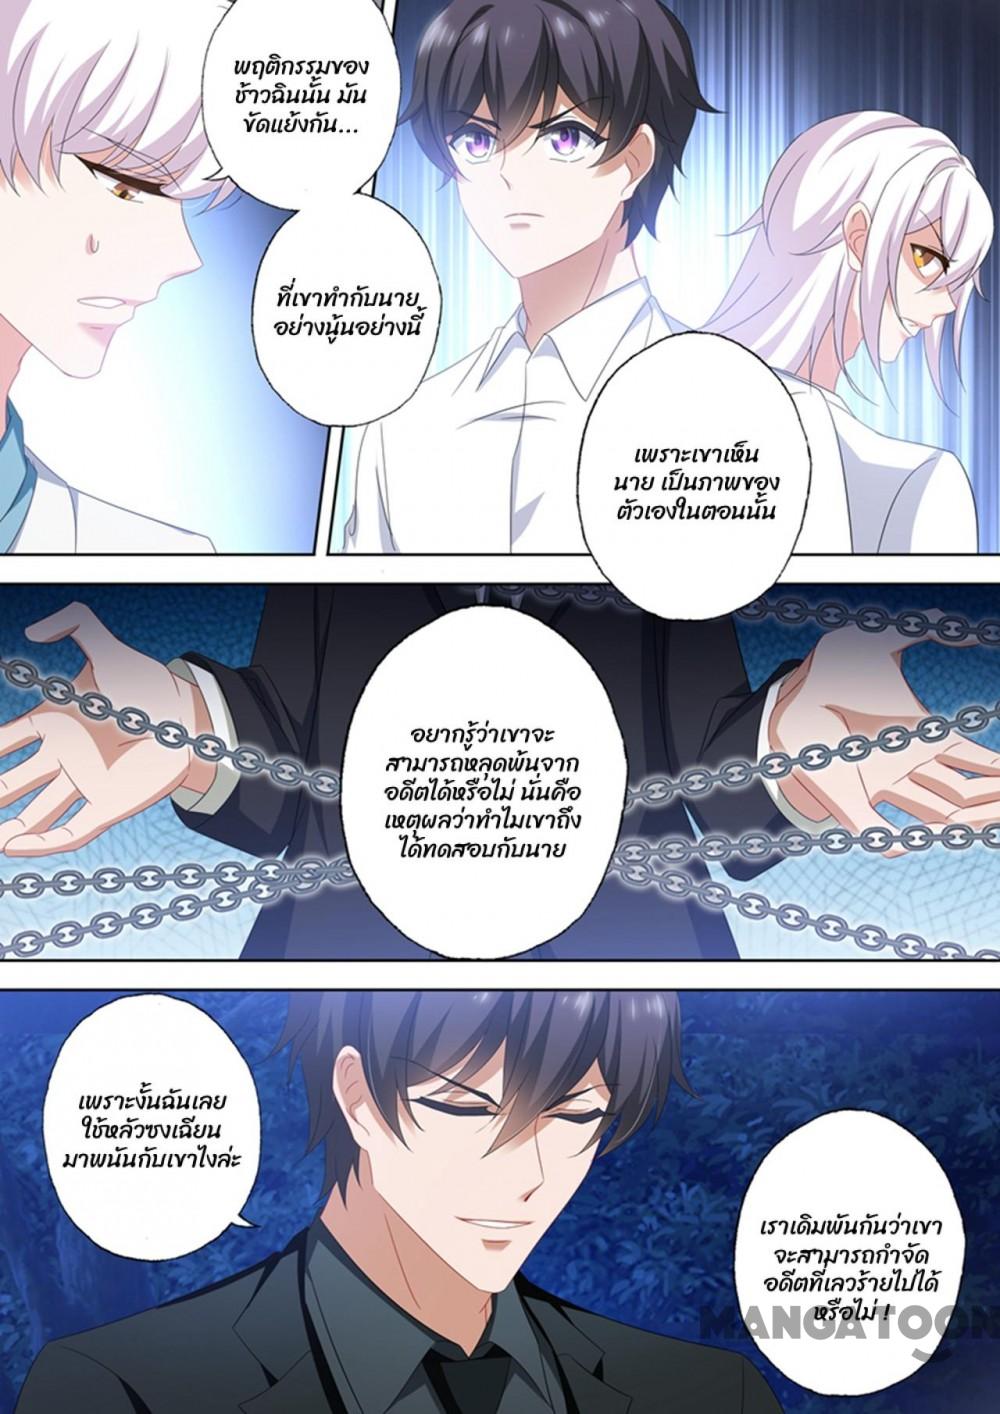 พฤติกรรมของ
ช้าวฉินนั้น มัน
ขัดแย้งกัน...
ที่เขาทำกับนาย
อย่างนู้นอย่างนี้
เพราะเขาเห็น
นาย เป็นภาพของ
ตัวเองในตอนนั้น
อยากรู้ว่าเขาจะ
สามารถหลุดพ้นจาก
อดีตได้หรือไม่ นั่นคือ
เหตุผลว่าทำไมเขาถึง
ได้ทดสอบกับนาย
เพราะงั้นฉันเลย
ใช้หลัวซงเฉียน
มาพนันกับเขาไงล่ะ
เราเดิมพันกันว่าเขา
จะสามารถกำจัด
อดีตที่เลวร้ายไปได้
หรือไม่ !
MANGATOON